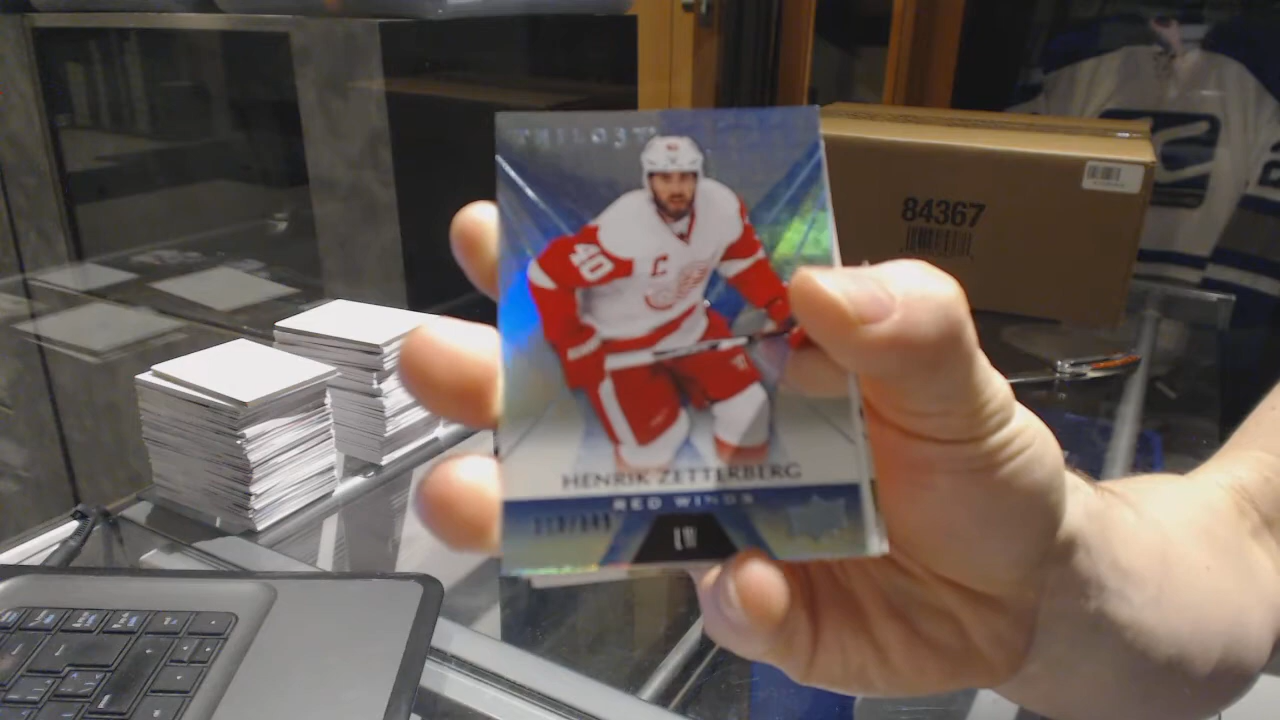 TRILOGY
40
C
HENRIK ZETTERBERG
RED WINGS
LW
84367